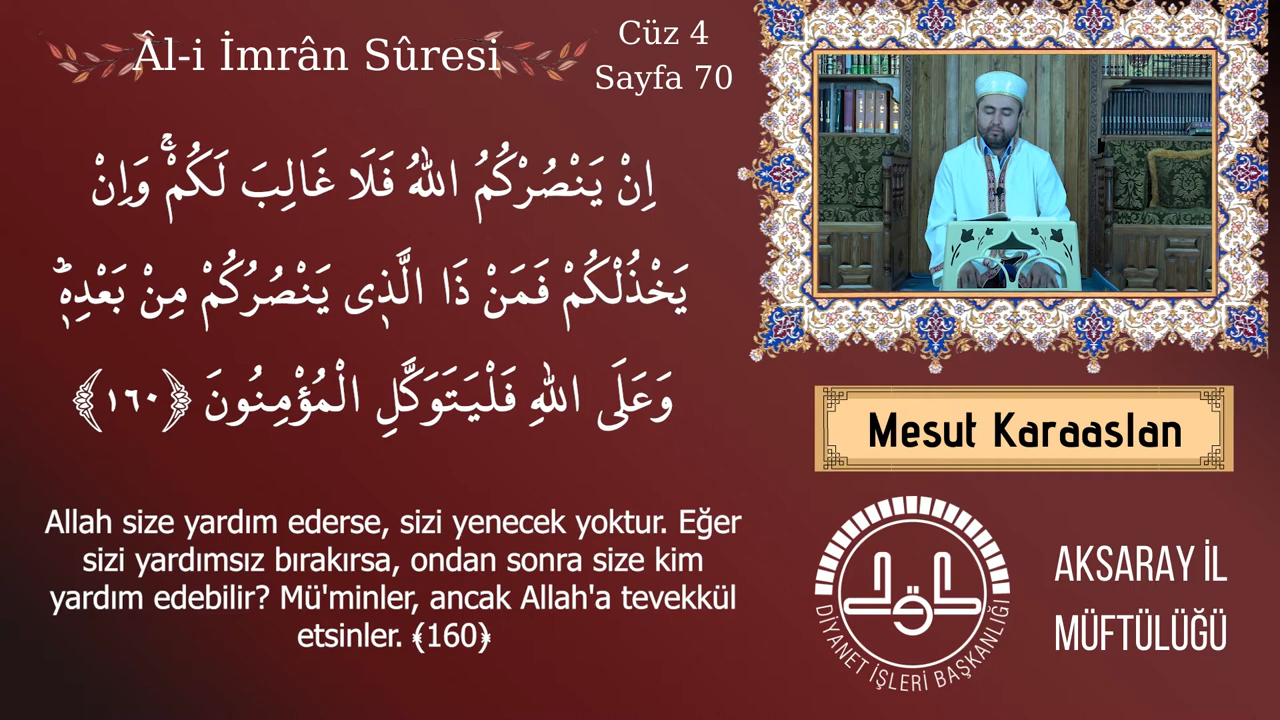 Âl-i İmrân Sûresi
Cüz 4
Sayfa 70
اِنْ يَنْصُرْكُمُ اللّٰهُ فَلَا غَالِبَ لَكُمْۚ وَاِنْ
يَخْذُلْكُمْ فَمَنْ ذَا الَّذ۪ى يَنْصُرُكُمْ مِنْ بَعْدِه۪ۜ
وَعَلَى اللّٰهِ فَلْيَتَوَكَّلِ الْمُؤْمِنُونَ ﴿١٦٠﴾
Allah size yardım ederse, sizi yenecek yoktur. Eğer
sizi yardımsız bırakırsa, ondan sonra size kim
yardım edebilir? Mü'minler, ancak Allah'a tevekkül
etsinler. ﴾160﴿
Mesut Karaaslan
DİYANET İŞLERİ BAŞKANLIĞI
AKSARAY İL
MÜFTÜLÜĞÜ